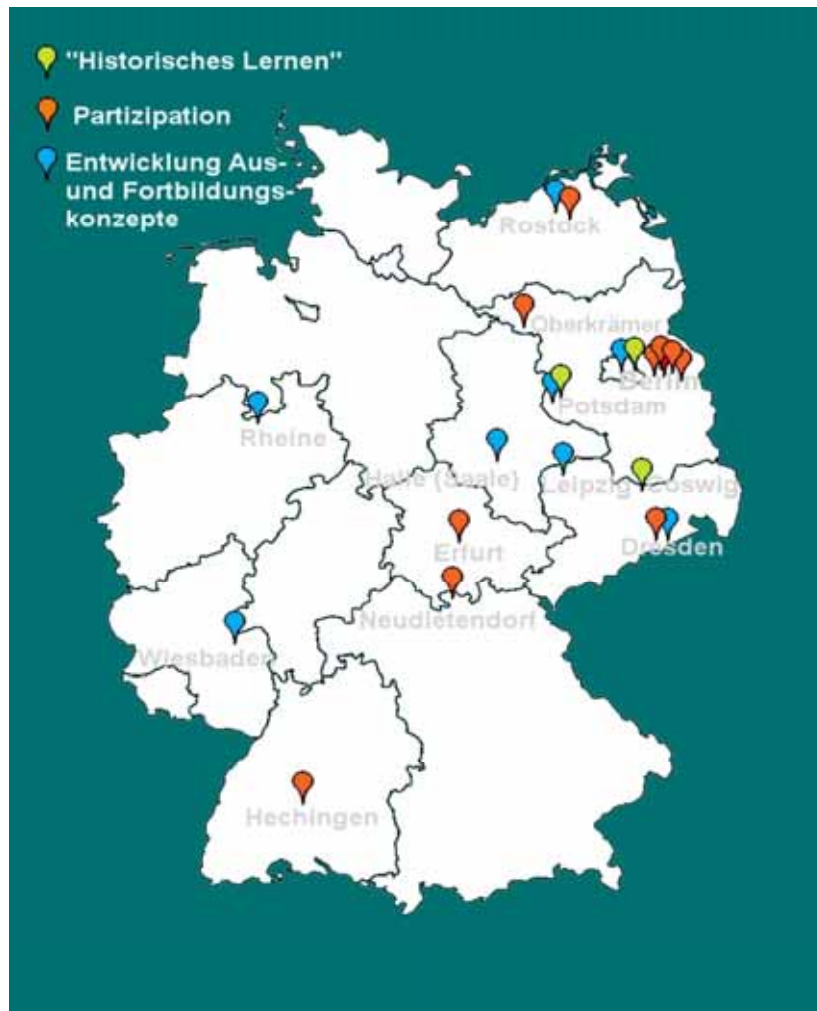 "Historisches Lernen"
Partizipation
Entwicklung Aus-
und Fortbildungs-
konzepte
Rostock
Oberkrämer
Berlin
Potsdam
Rheine
Halle (Saale)
Leipzig Coswig
Erfurt
Dresden
Neudietendorf
Wiesbaden
Hechingen